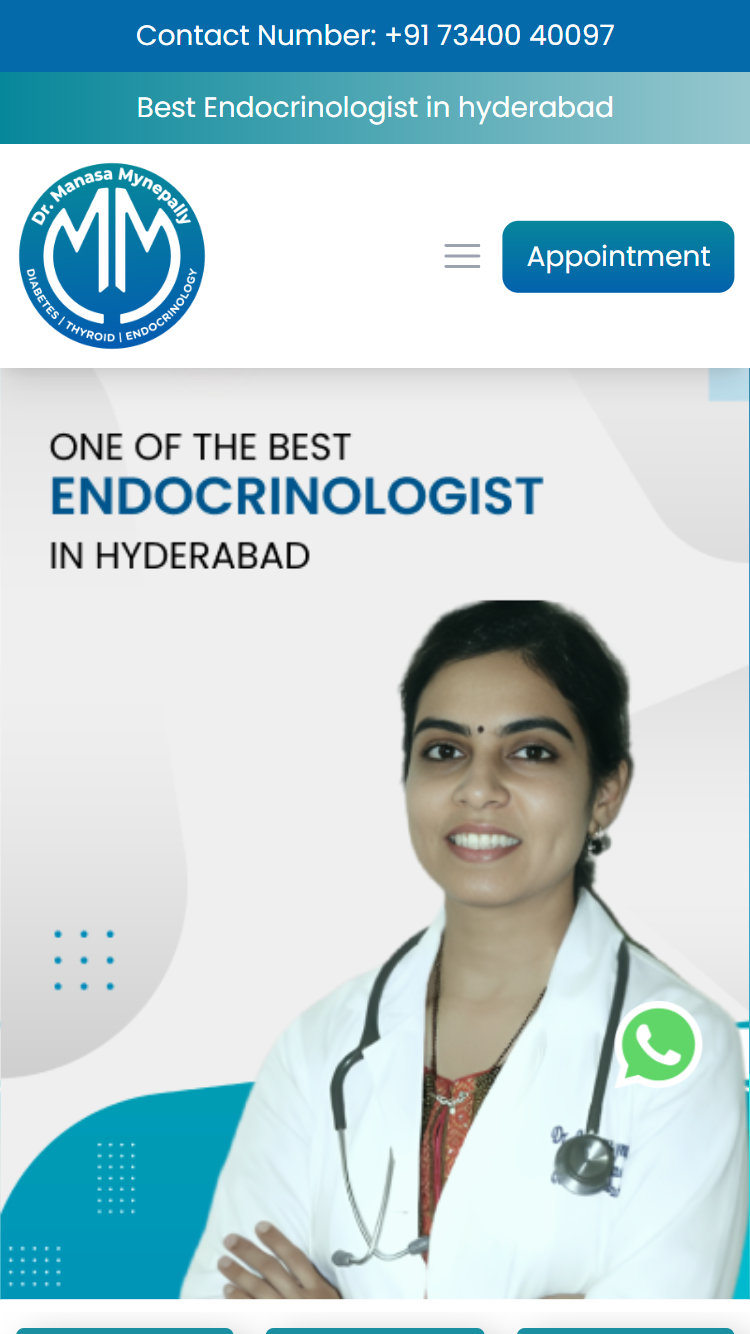 Contact Number: +91 73400 40097
Best Endocrinologist in hyderabad
Dr. Manasa Mynepally
MM
DIABETES | THYROID | ENDOCRINOLOGY
Appointment
ONE OF THE BEST
ENDOCRINOLOGIST
IN HYDERABAD
Dr.